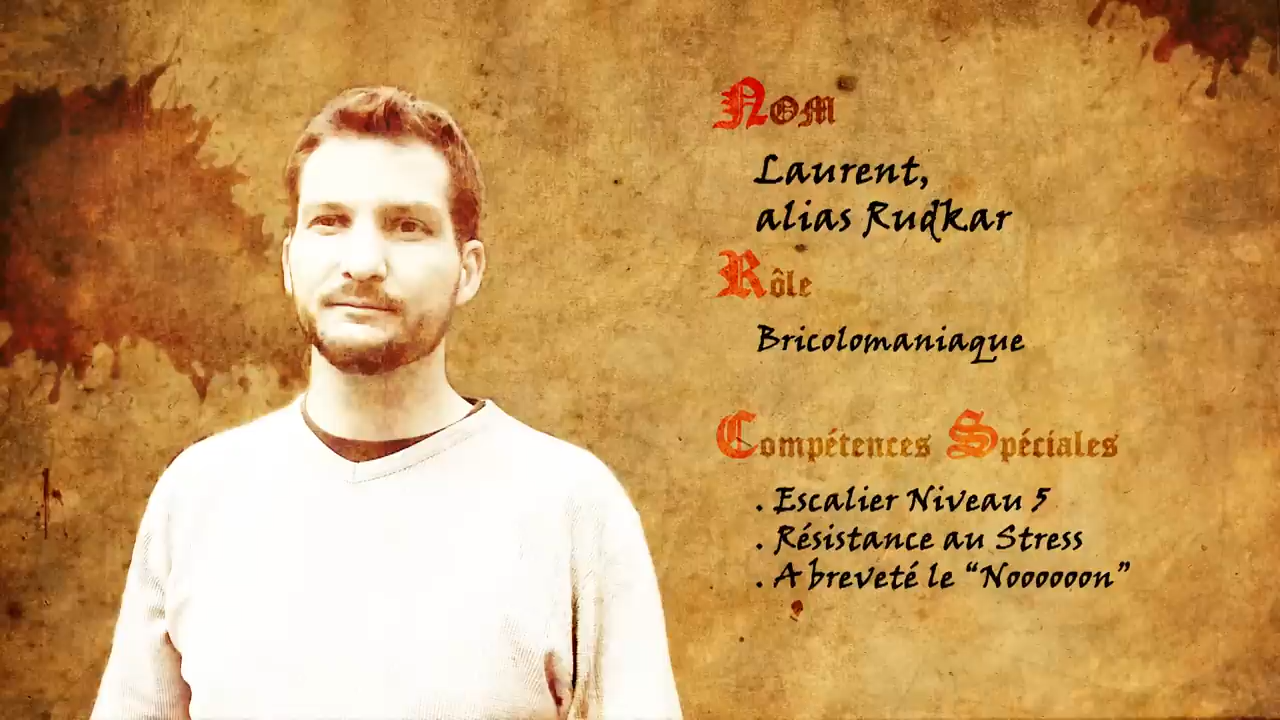 Nom
Laurent,
alias Rudkar
Rôle
Bricolomaniaque
Compétences Spéciales
. Escalier Niveau 5
. Résistance au Stress
. A breveté le “Noooooon”